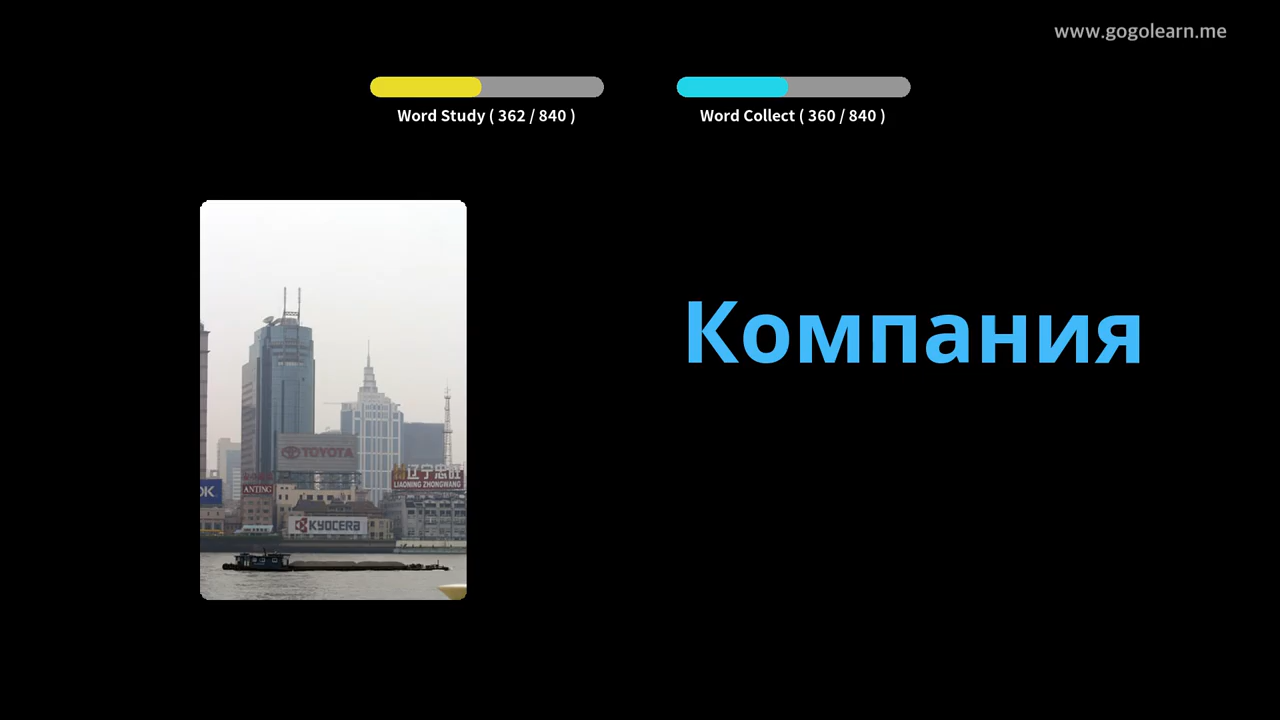 www.gogolearn.me
Word Study ( 362 / 840 )
Word Collect ( 360 / 840 )
Компания
TOYOTA
辽宁忠旺
LIAONING ZHONGWANG
OK
ANTING
KYOCERA